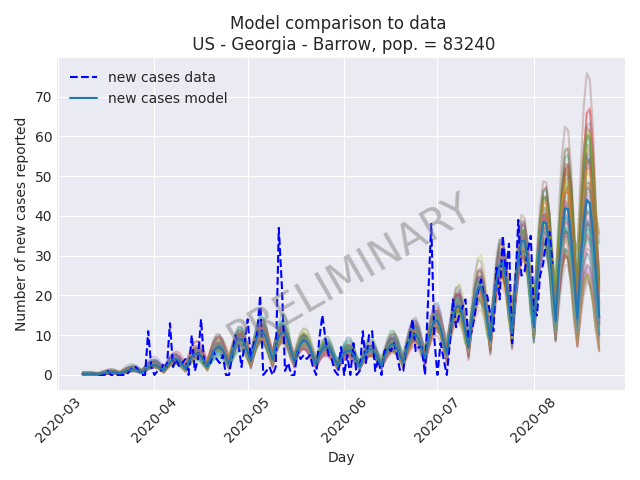 Model comparison to data
US - Georgia - Barrow, pop. = 83240
new cases data
new cases model
PRELIMINARY
Number of new cases reported
70
60
50
40
30
20
10
0
2020-03
2020-04
2020-05
2020-06
2020-07
2020-08
Day